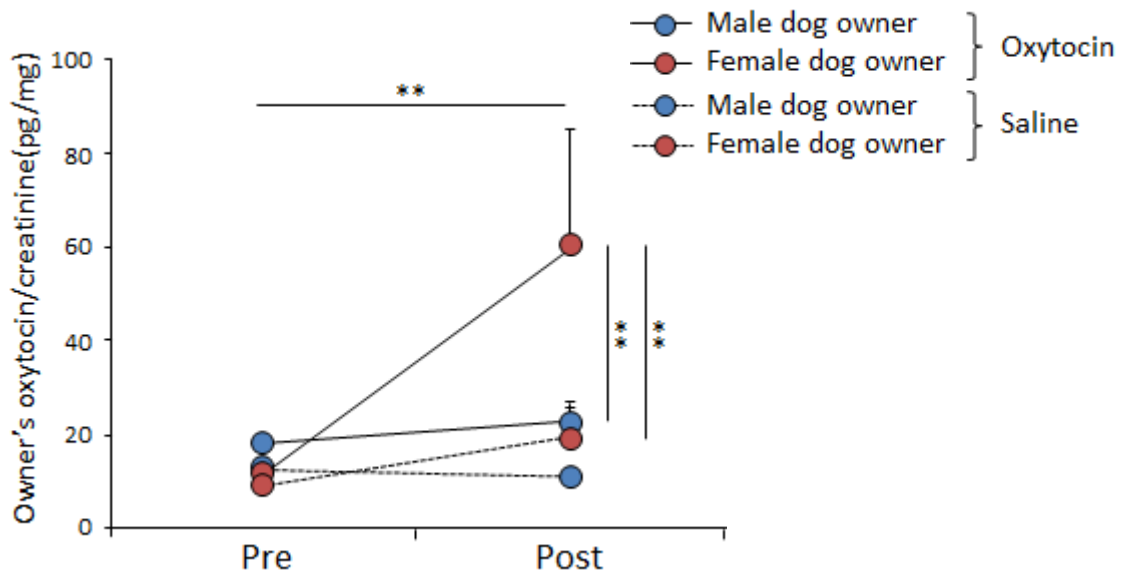 Male dog owner
Female dog owner
Oxytocin
Male dog owner
Female dog owner
Saline
Owner's oxytocin/creatinine(pg/mg)
100
80
60
40
20
0
**
**
**
Pre
Post